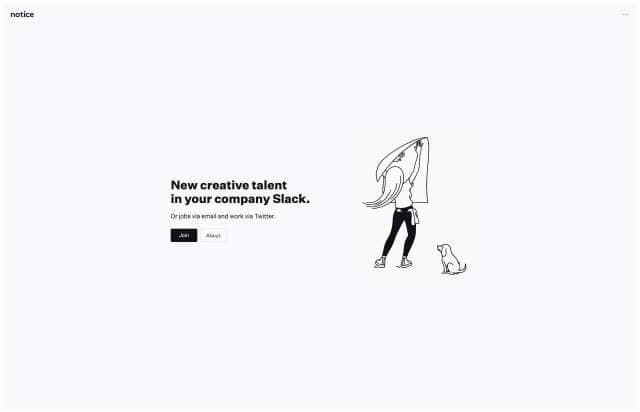 notice
...
New creative talent
in your company Slack.
Or jobs via email and work via Twitter.
Join
About